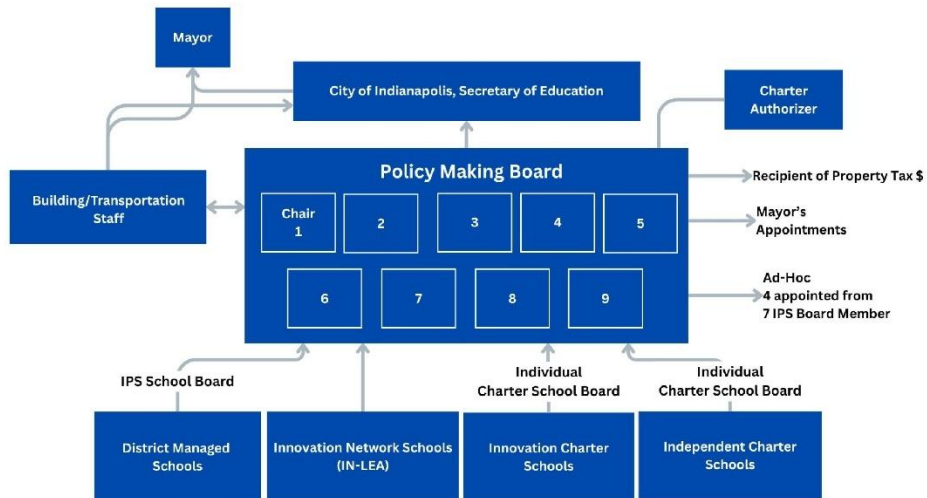 Mayor
City of Indianapolis, Secretary of Education
Charter
Authorizer
Building/Transportation
Staff
Policy Making Board
Chair
1
2
3
4
5
6
7
8
9
Recipient of Property Tax $
Mayor's
Appointments
Ad-Hoc
4 appointed from
7 IPS Board Member
IPS School Board
Individual
Charter School Board
Individual
Charter School Board
District Managed
Schools
Innovation Network Schools
(IN-LEA)
Innovation Charter
Schools
Independent Charter
Schools